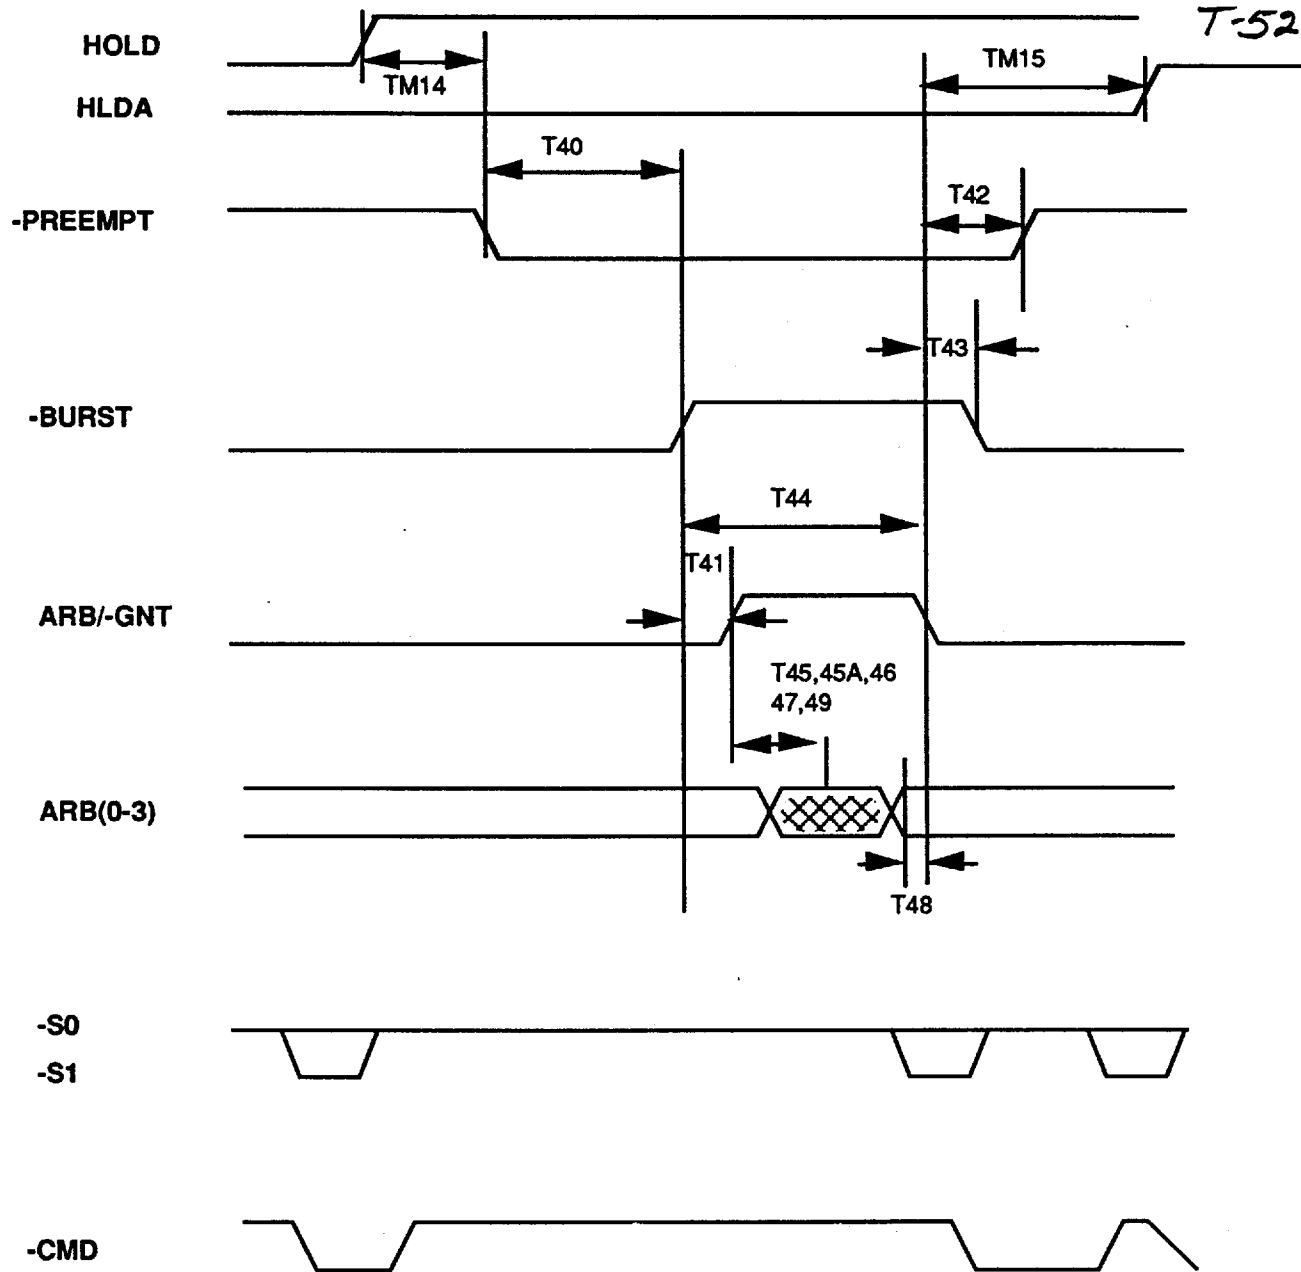 T-52
HOLD
TM14
TM15
HLDA
T40
T42
-PREEMPT
T43
-BURST
T44
T41
ARB/-GNT
T45,45A,46
47,49
ARB(0-3)
T48
-S0
-S1
-CMD